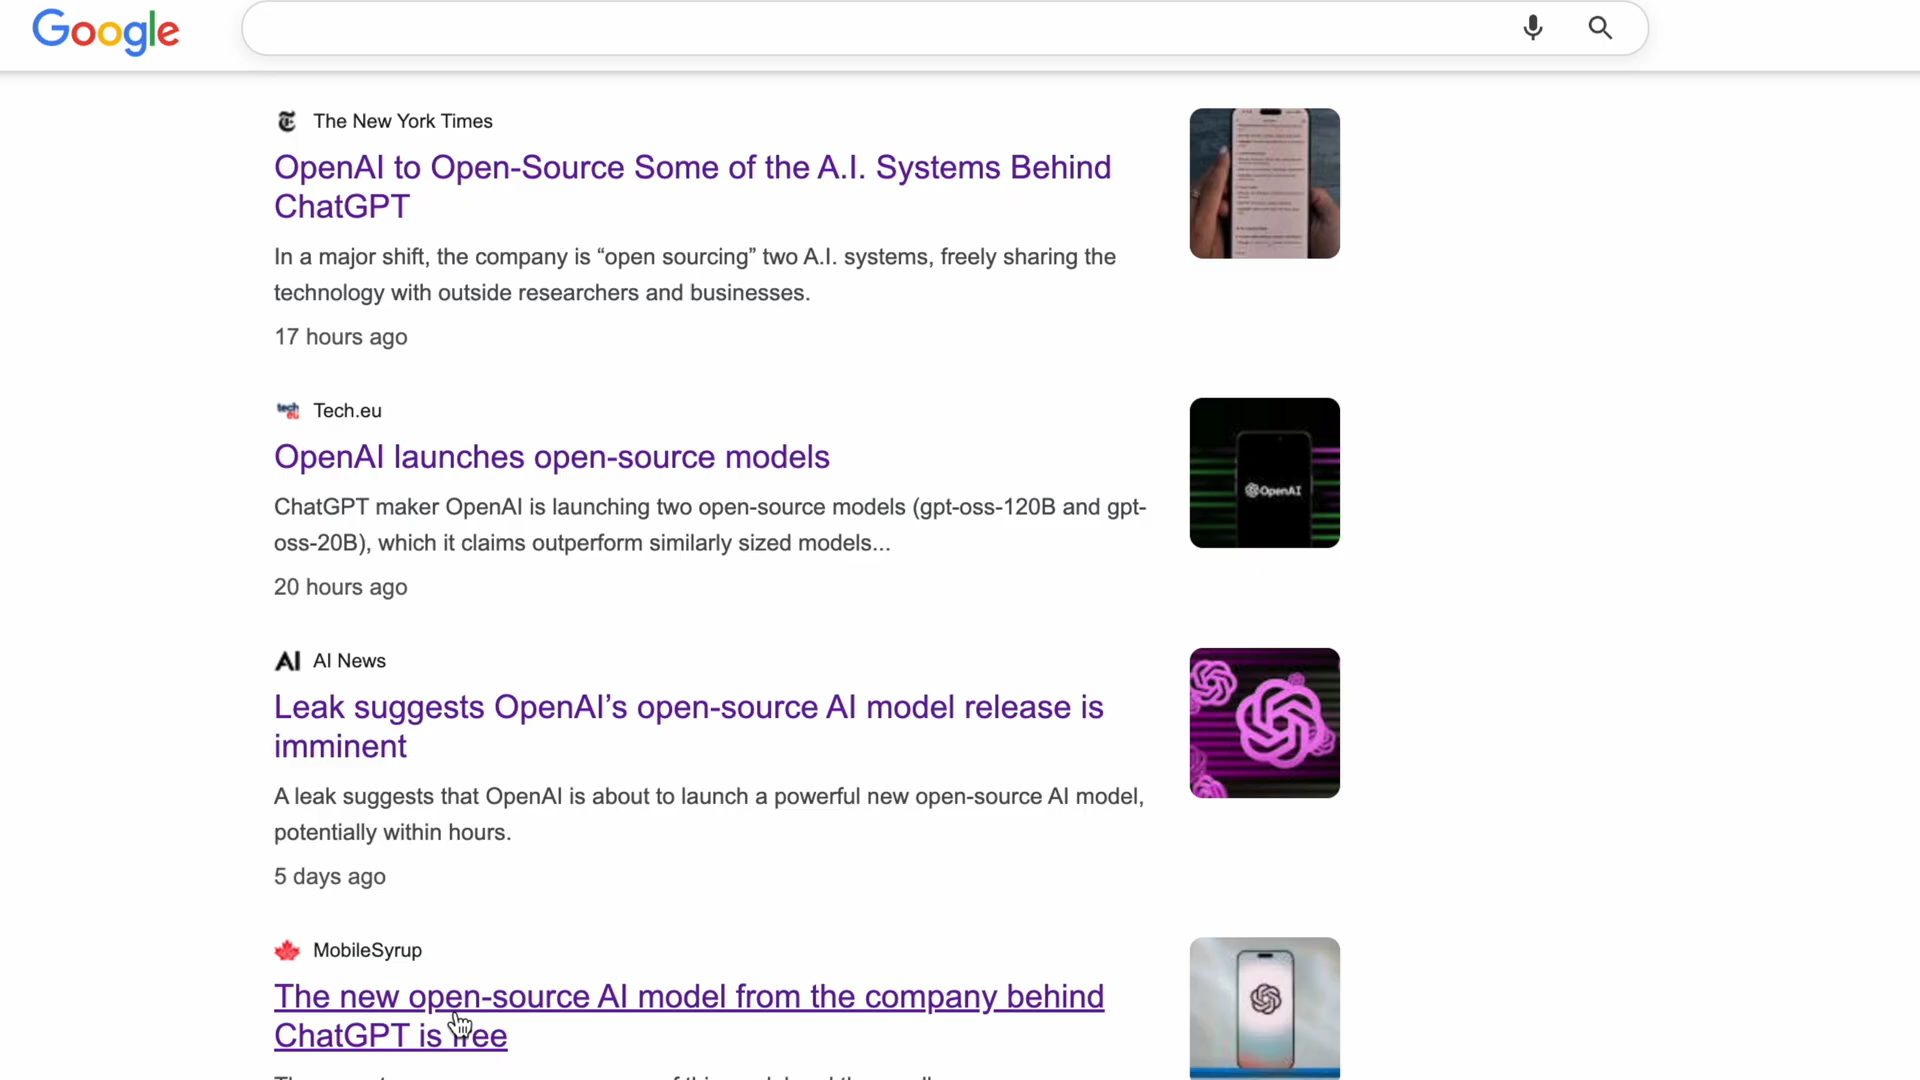 Google
The New York Times
OpenAI to Open-Source Some of the A.I. Systems Behind
ChatGPT
In a major shift, the company is “open sourcing” two A.I. systems, freely sharing the
technology with outside researchers and businesses.
17 hours ago
tech
eu
Tech.eu
OpenAI launches open-source models
ChatGPT maker OpenAI is launching two open-source models (gpt-oss-120B and gpt-
oss-20B), which it claims outperform similarly sized models...
20 hours ago
OpenAI
AI
AI News
Leak suggests OpenAI’s open-source AI model release is
imminent
A leak suggests that OpenAI is about to launch a powerful new open-source AI model,
potentially within hours.
5 days ago
MobileSyrup
The new open-source AI model from the company behind
ChatGPT is free